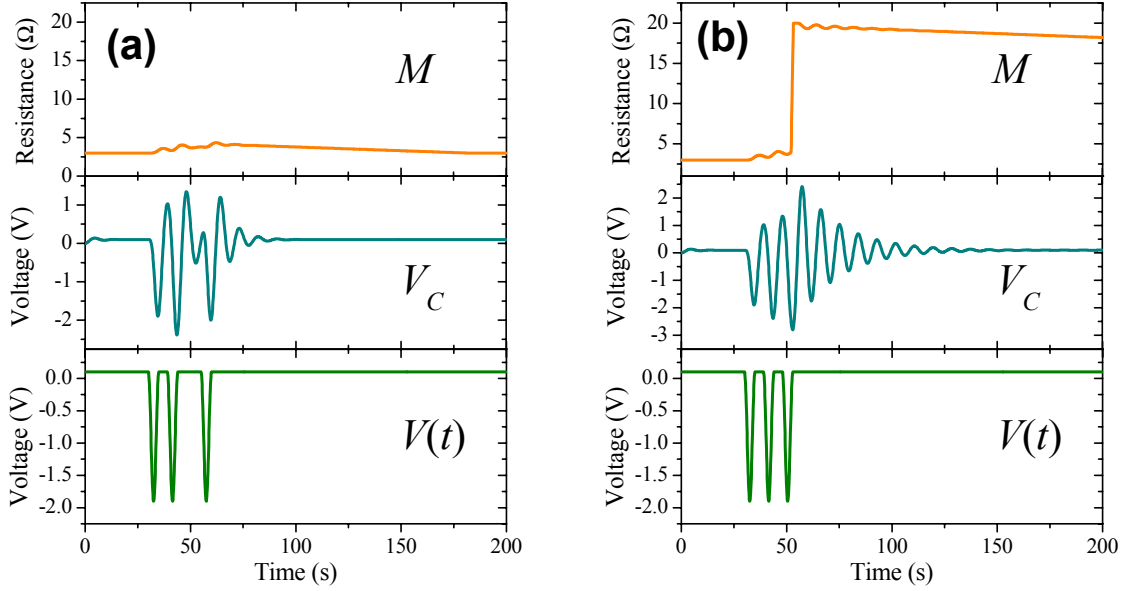 (a)
M
Resistance (Ω)
20
15
10
5
0
V_C
Voltage (V)
1
0
-1
-2
V(t)
Voltage (V)
0.0
-0.5
-1.0
-1.5
-2.0
0
50
100
150
200
Time (s)
(b)
M
Resistance (Ω)
20
15
10
5
V_C
Voltage (V)
2
1
0
-1
-2
-3
V(t)
Voltage (V)
0.0
-0.5
-1.0
-1.5
-2.0
0
50
100
150
200
Time (s)